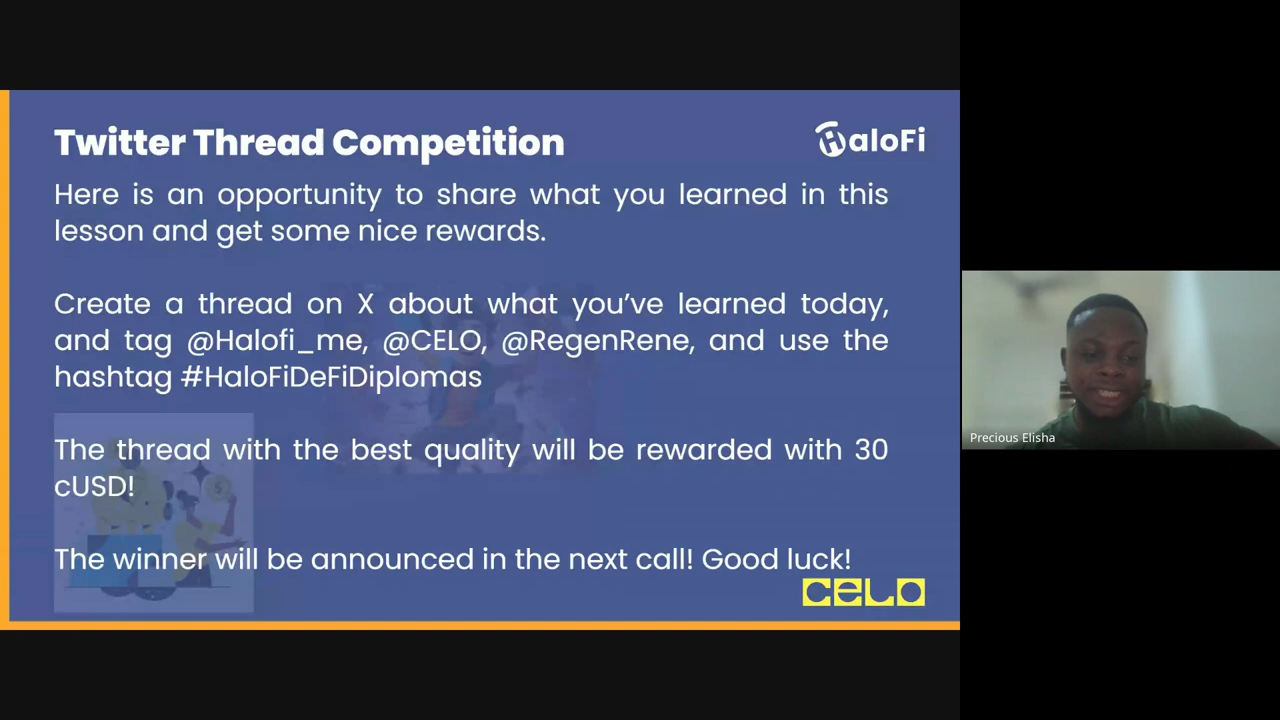 Twitter Thread Competition
HaloFi
Here is an opportunity to share what you learned in this
lesson and get some nice rewards.
Create a thread on X about what you’ve learned today,
and tag @Halofi_me, @CELO, @RegenRene, and use the
hashtag #HaloFiDeFiDiplomas
The thread with the best quality will be rewarded with 30
cUSD!
The winner will be announced in the next call! Good luck!
CELO
Precious Elisha